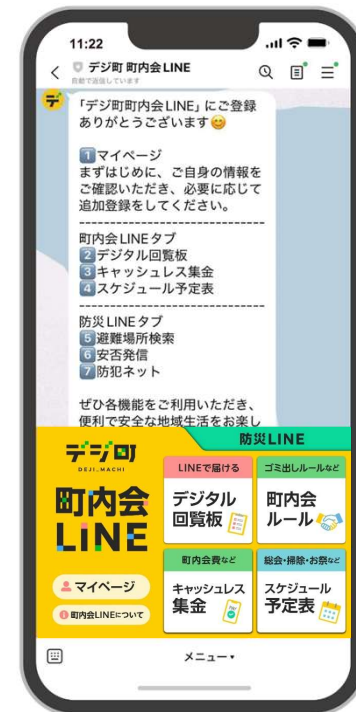 11:22
デジ町 町内会LINE
自動で返信しています
デ
「デジ町町内会LINE」にご登録
ありがとうございます😊
1️⃣マイページ
まずはじめに、ご自身の情報を
ご確認いただき、必要に応じて
追加登録をしてください。
----------------------------
町内会LINEタブ
2️⃣デジタル回覧板
3️⃣キャッシュレス集金
4️⃣スケジュール予定表
----------------------------
防災LINEタブ
5️⃣避難場所検索
6️⃣安否発信
7️⃣防犯ネット
ぜひ各機能をご利用いただき、
便利で安全な地域生活をお楽し
防災LINE
デジ町
DEJI.MACHI
町内会
LINE
マイページ
町内会LINEについて
LINEで届ける
デジタル
回覧板
ゴミ出しルールなど
町内会
ルール
町内会費など
キャッシュレス
集金
総会・掃除・お祭など
スケジュール
予定表
メニュー▾